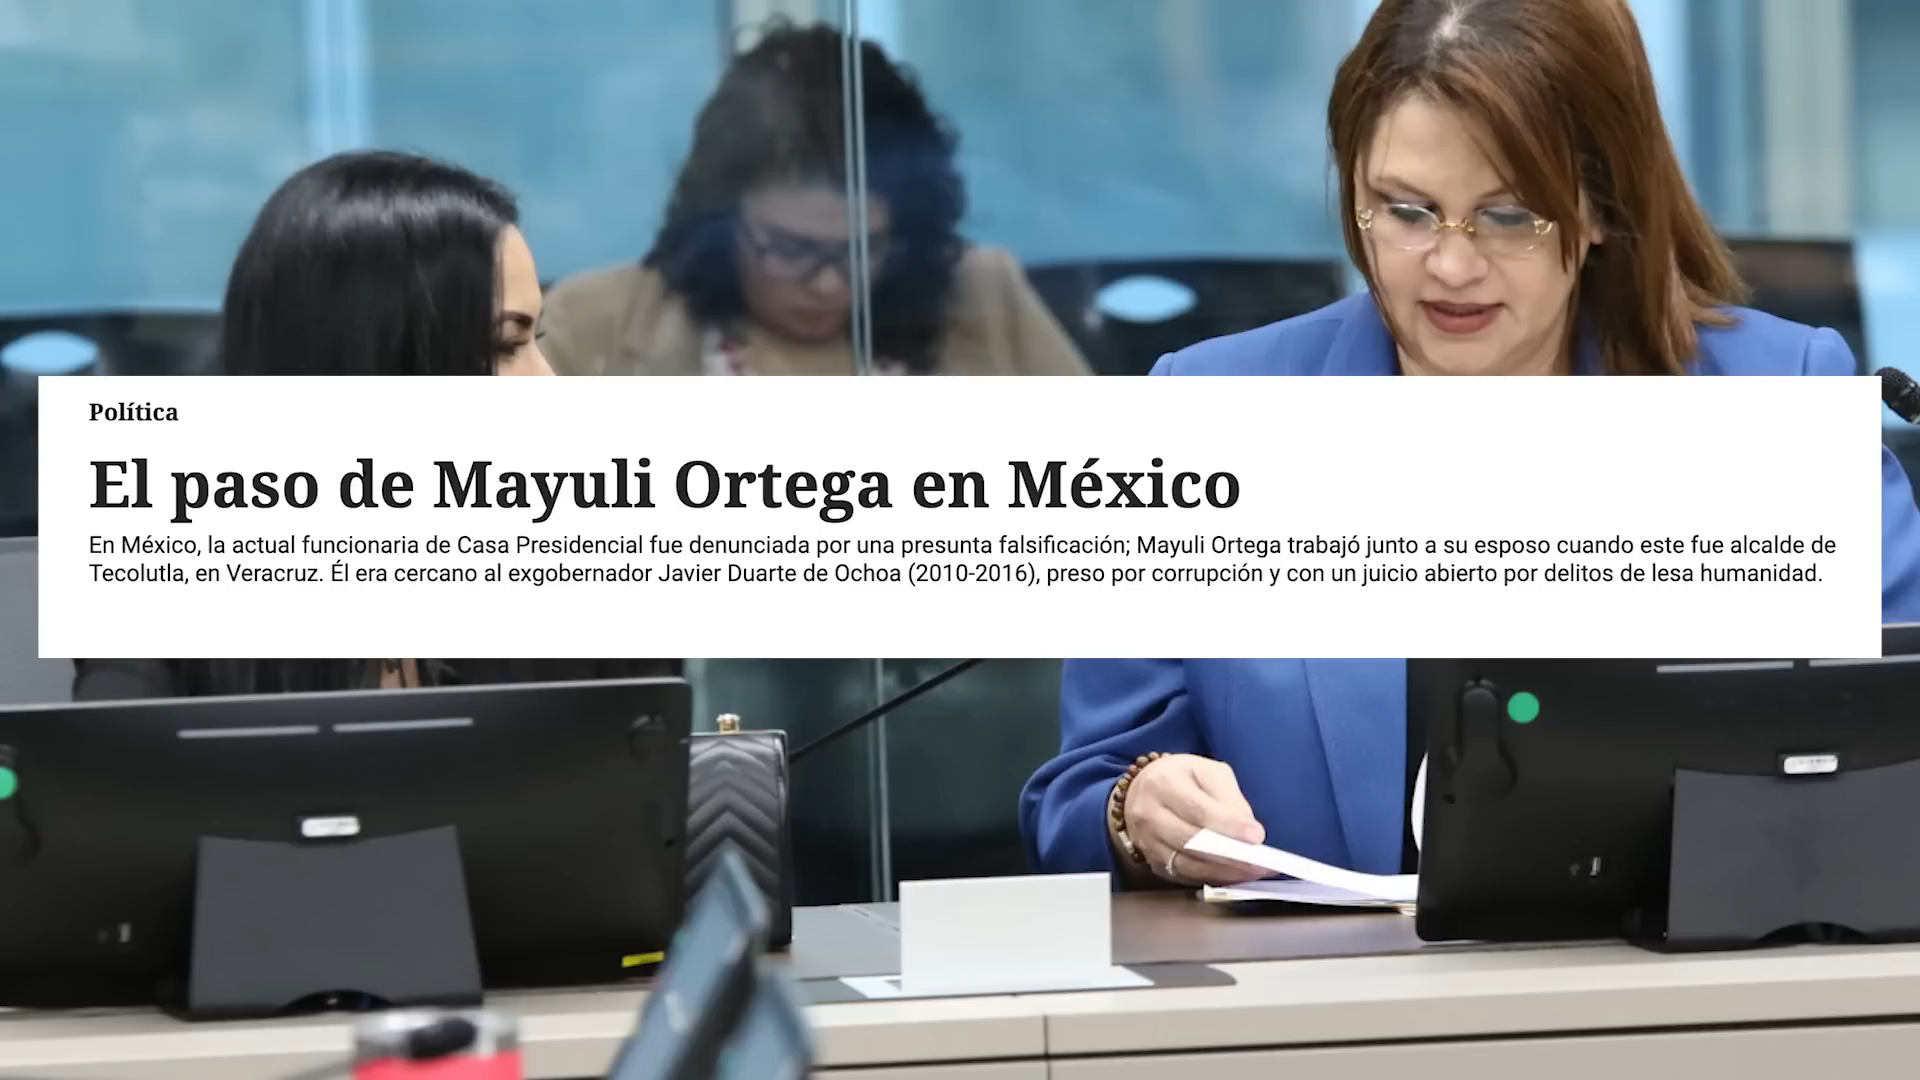 Política
El paso de Mayuli Ortega en México
En México, la actual funcionaria de Casa Presidencial fue denunciada por una presunta falsificación; Mayuli Ortega trabajó junto a su esposo cuando este fue alcalde de
Tecolutla, en Veracruz. Él era cercano al exgobernador Javier Duarte de Ochoa (2010-2016), preso por corrupción y con un juicio abierto por delitos de lesa humanidad.